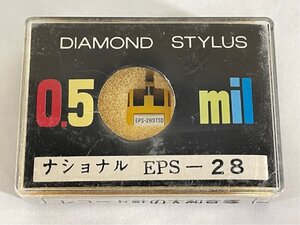 DIAMOND STYLUS
0.5 mil
EPS-28STSD
ナショナル EPS-28